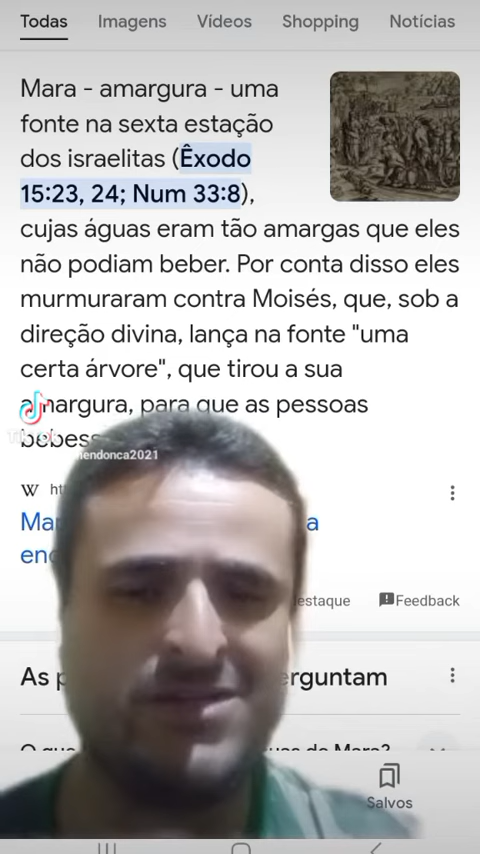 Todas Imagens Vídeos Shopping Notícias
Mara - amargura - uma
fonte na sexta estação
dos israelitas (Êxodo
15:23, 24; Num 33:8),
cujas águas eram tão amargas que eles
não podiam beber. Por conta disso eles
murmuraram contra Moisés, que, sob a
direção divina, lança na fonte "uma
certa árvore", que tirou a sua
amargura, para que as pessoas
bebess
endonca2021
W
a
Feedback
As
Salvos